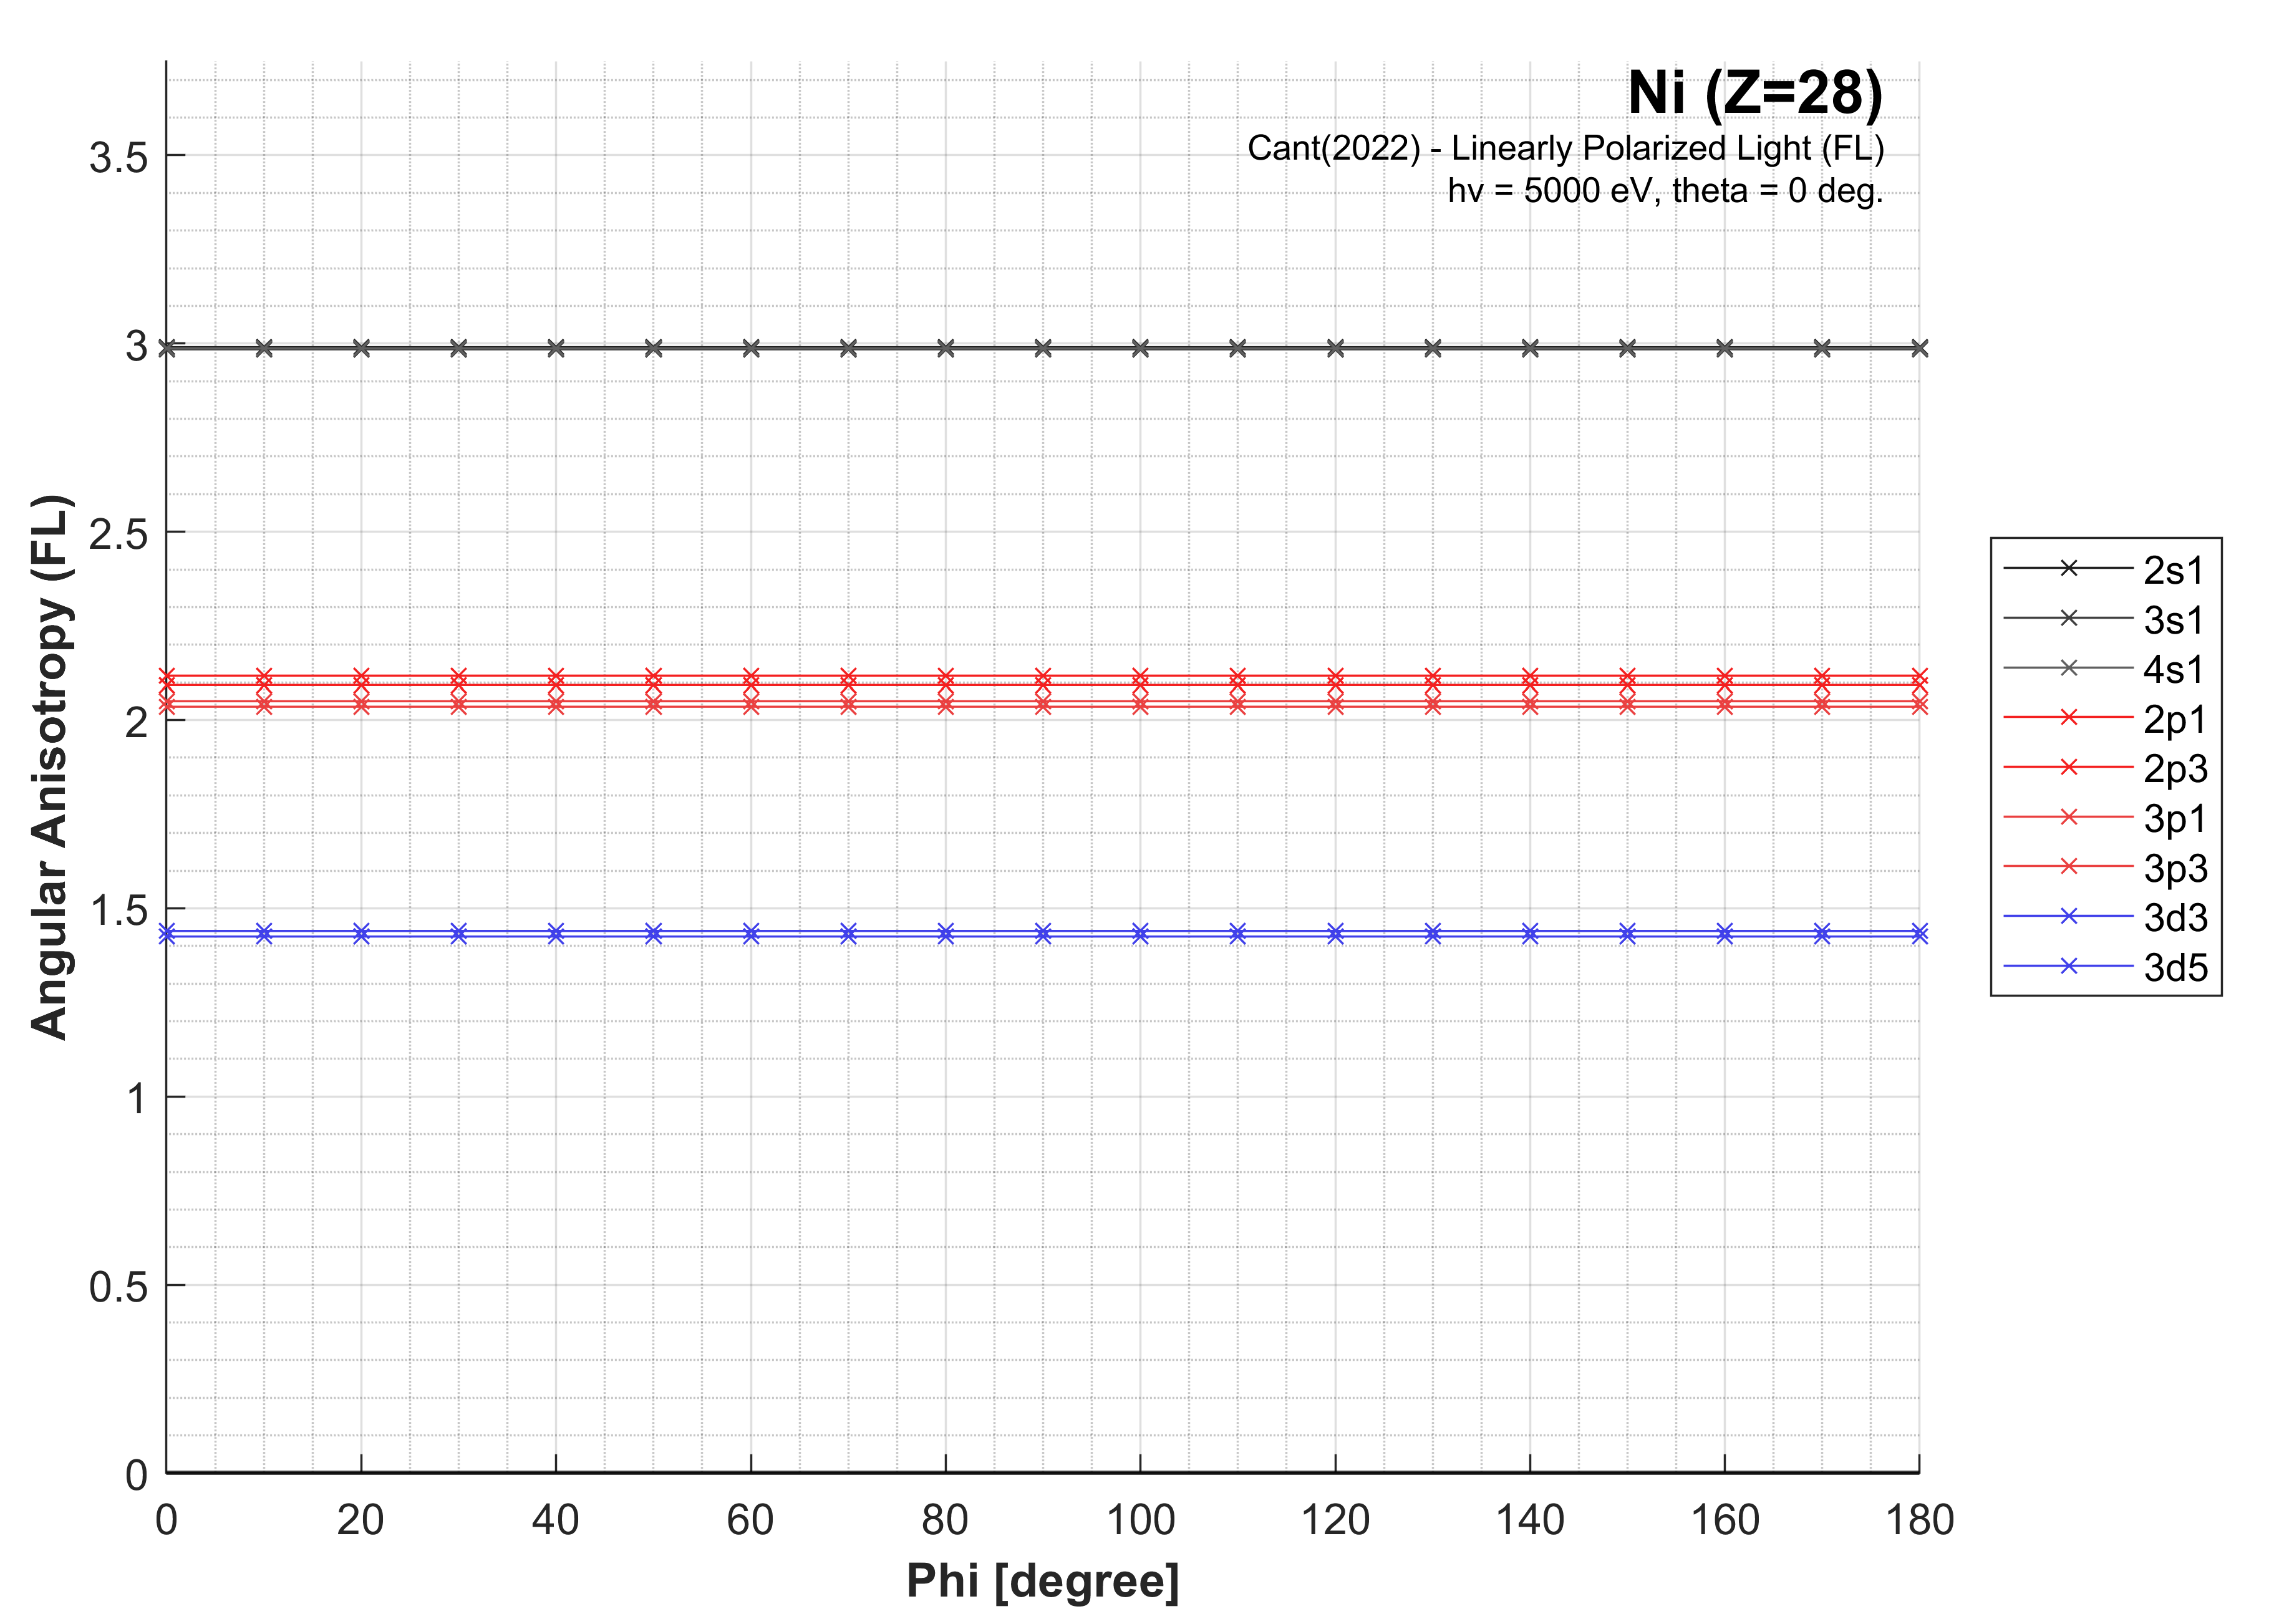 Ni (Z=28)
Cant(2022) - Linearly Polarized Light (FL)
hv = 5000 eV, theta = 0 deg.
Angular Anisotropy (FL)
3.5
3
2.5
2
1.5
1
0.5
0
0 20 40 60 80 100 120 140 160 180
Phi [degree]
2s1
3s1
4s1
2p1
2p3
3p1
3p3
3d3
3d5